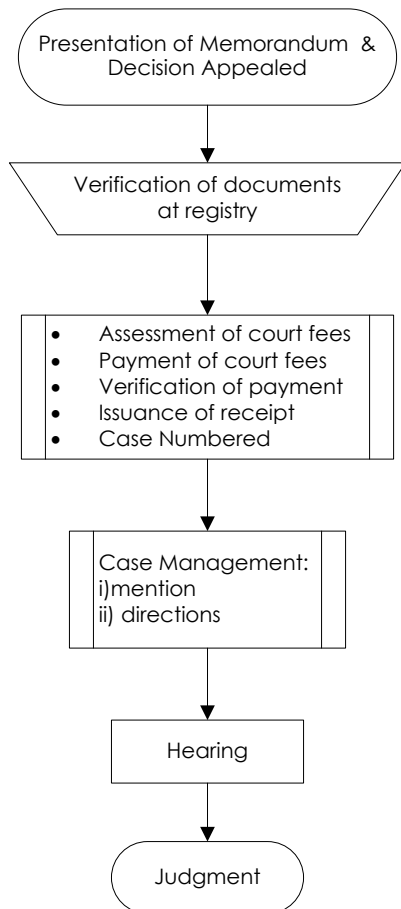 Presentation of Memorandum &
Decision Appealed
Verification of documents
at registry
• Assessment of court fees
• Payment of court fees
• Verification of payment
• Issuance of receipt
• Case Numbered
Case Management:
i)mention
ii) directions
Hearing
Judgment